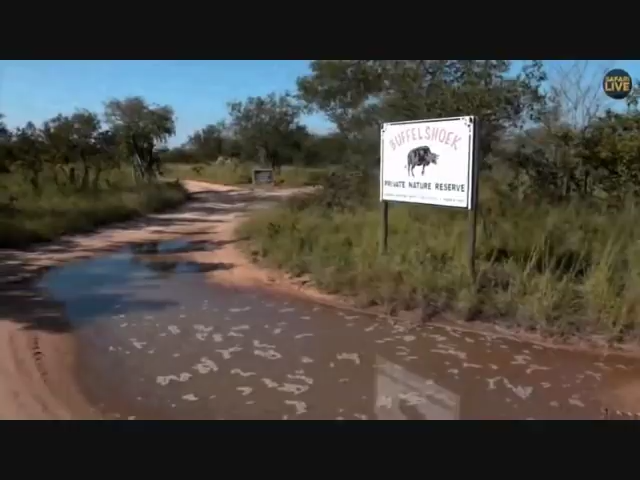 SAFARI
LIVE
BUFFELSHOEK
PRIVATE NATURE RESERVE